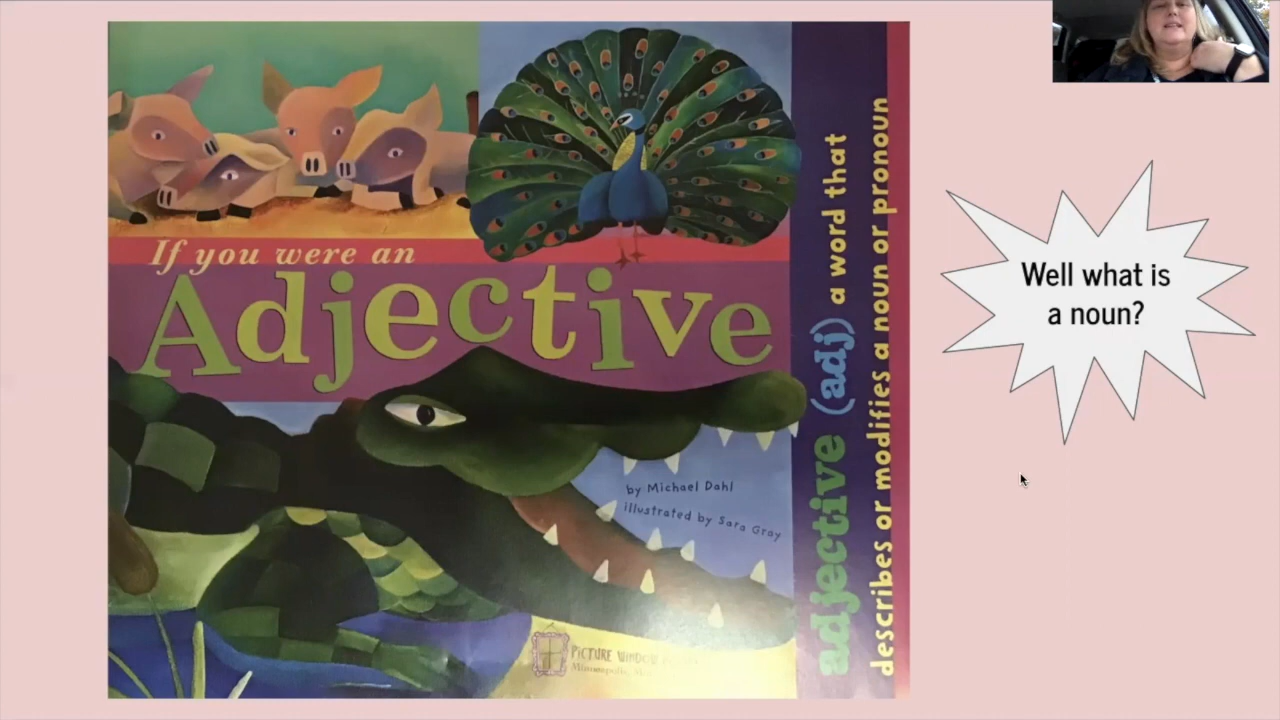 If you were an
Adjective
by Michael Dahl
illustrated by Sara Gray
PICTURE WINDOW
adjective (adj) a word that
describes or modifies a noun or pronoun
Well what is
a noun?